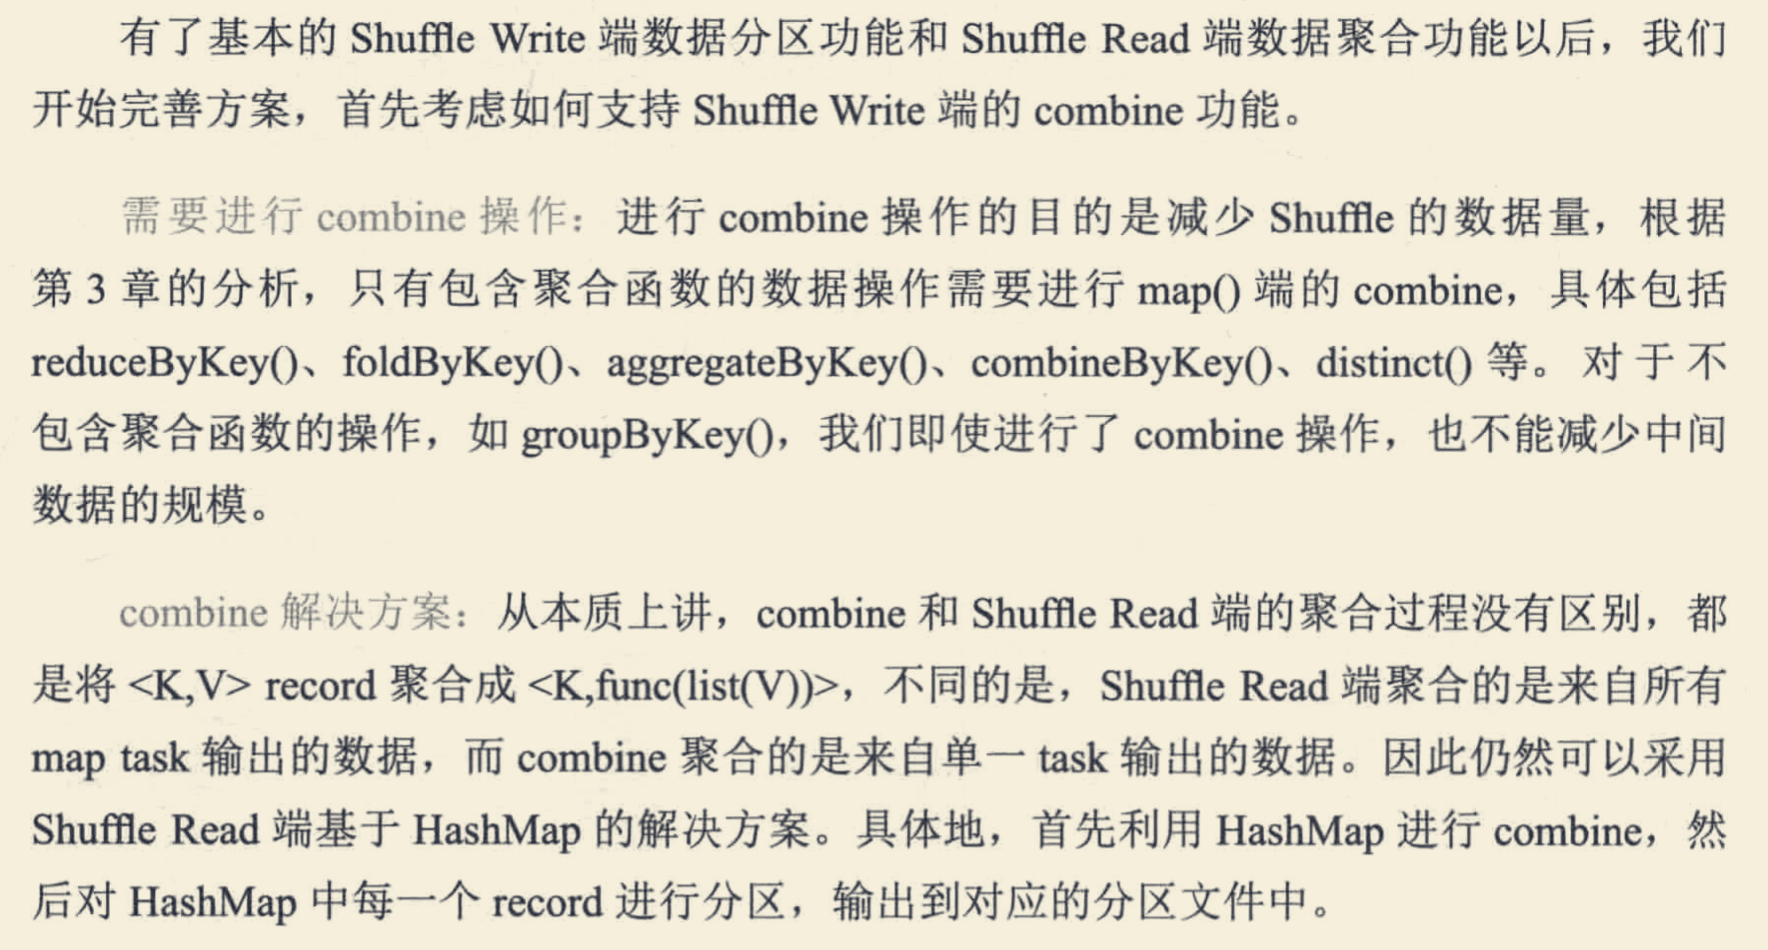 有了基本的 Shuffle Write 端数据分区功能和 Shuffle Read 端数据聚合功能以后，我们
开始完善方案，首先考虑如何支持 Shuffle Write 端的 combine 功能。
需要进行 combine 操作：进行 combine 操作的目的是减少 Shuffle 的数据量，根据
第 3 章的分析，只有包含聚合函数的数据操作需要进行 map() 端的 combine，具体包括
reduceByKey()、foldByKey()、aggregateByKey()、combineByKey()、distinct() 等。对于不
包含聚合函数的操作，如 groupByKey()，我们即使进行了 combine 操作，也不能减少中间
数据的规模。
combine 解决方案：从本质上讲，combine 和 Shuffle Read 端的聚合过程没有区别，都
是将 <K,V> record 聚合成 <K,func(list(V))>，不同的是，Shuffle Read 端聚合的是来自所有
map task 输出的数据，而 combine 聚合的是来自单一 task 输出的数据。因此仍然可以采用
Shuffle Read 端基于 HashMap 的解决方案。具体地，首先利用 HashMap 进行 combine，然
后对 HashMap 中每一个 record 进行分区，输出到对应的分区文件中。